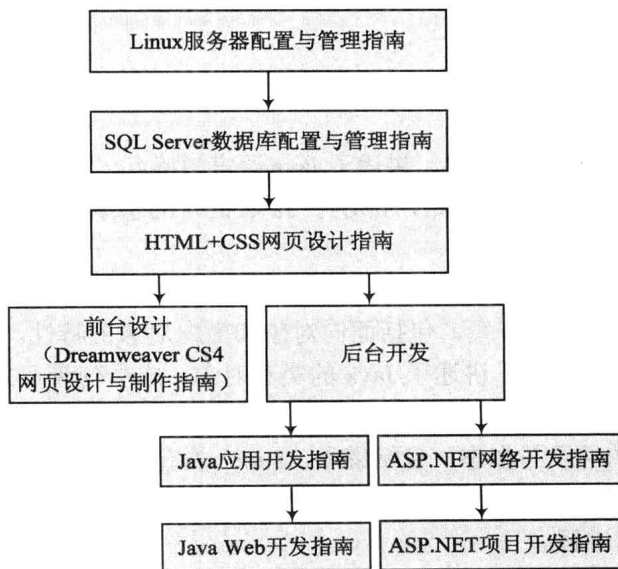 Linux服务器配置与管理指南
SQL Server数据库配置与管理指南
HTML+CSS网页设计指南
前台设计
（Dreamweaver CS4
网页设计与制作指南）
后台开发
Java应用开发指南
ASP.NET网络开发指南
Java Web开发指南
ASP.NET项目开发指南